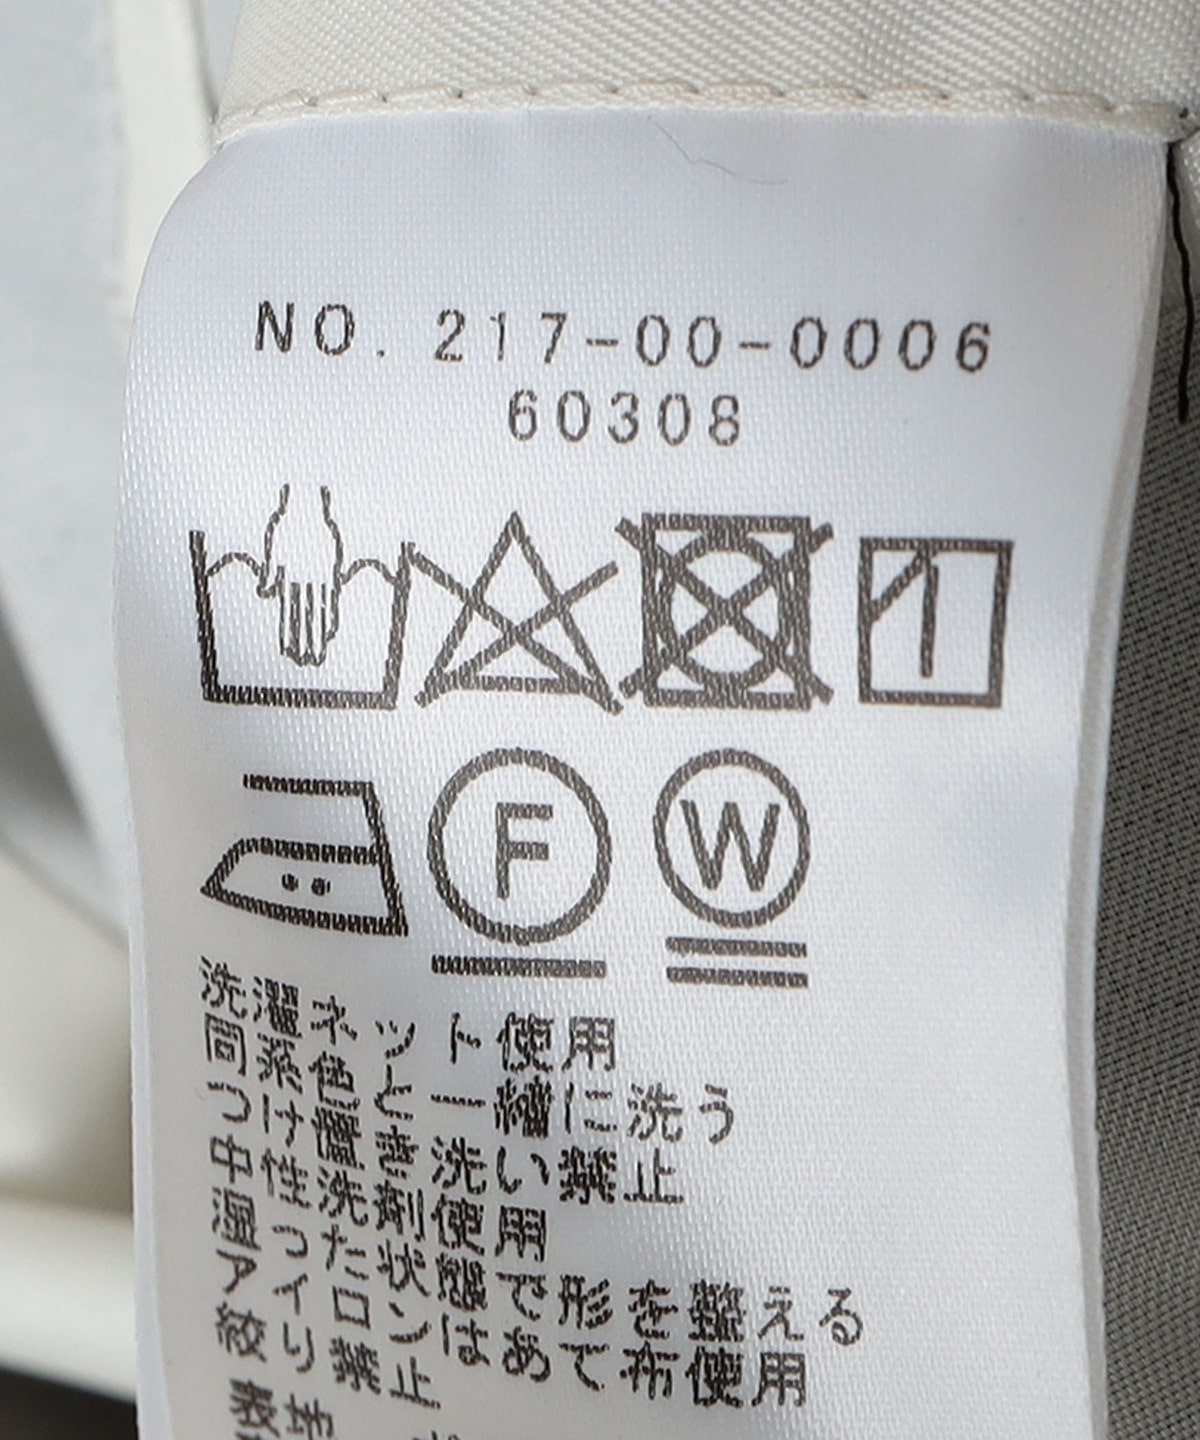 NO. 217-00-0006
60308
F W
洗濯ネット使用
同系色と一緒に洗う
つけ置き洗い禁止
中性洗剤使用
濡った状態で形を整える
アイロンはあて布使用
絞り禁止
表地